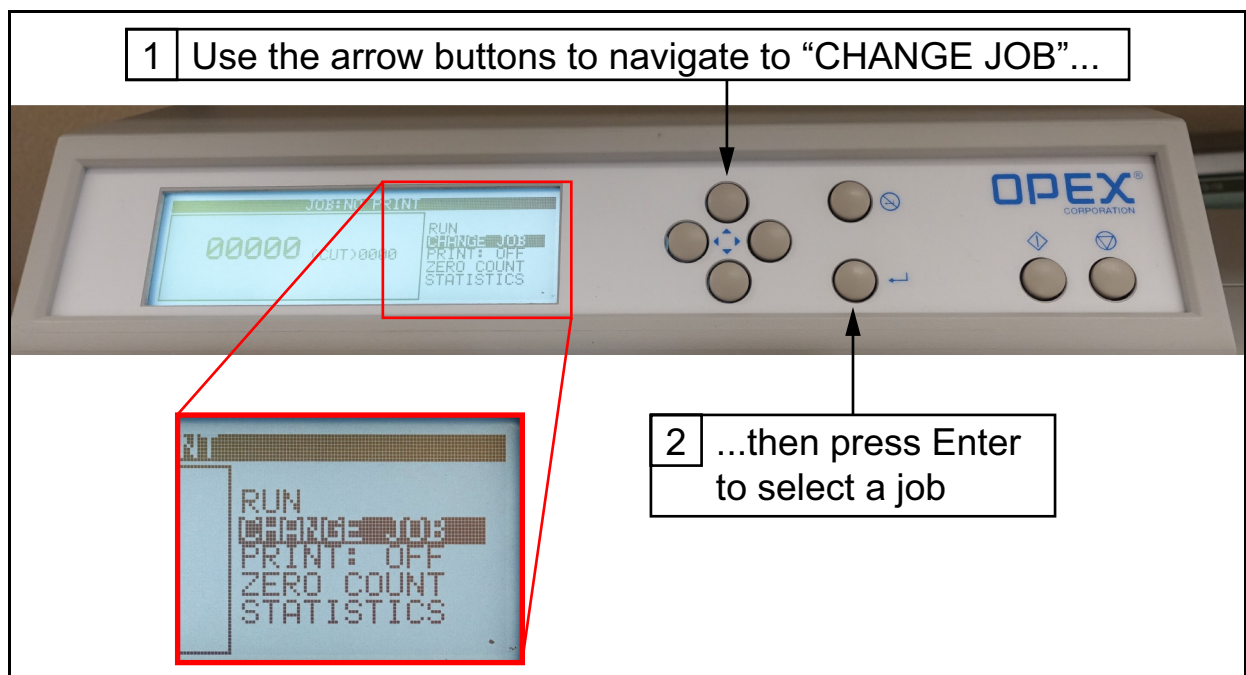 1 Use the arrow buttons to navigate to “CHANGE JOB”...
JOB:NO PRINT
00000 (CUT)0000
RUN
CHANGE JOB
PRINT: OFF
ZERO COUNT
STATISTICS
OPEX®
CORPORATION
2 ...then press Enter
to select a job
NT
RUN
CHANGE JOB
PRINT: OFF
ZERO COUNT
STATISTICS